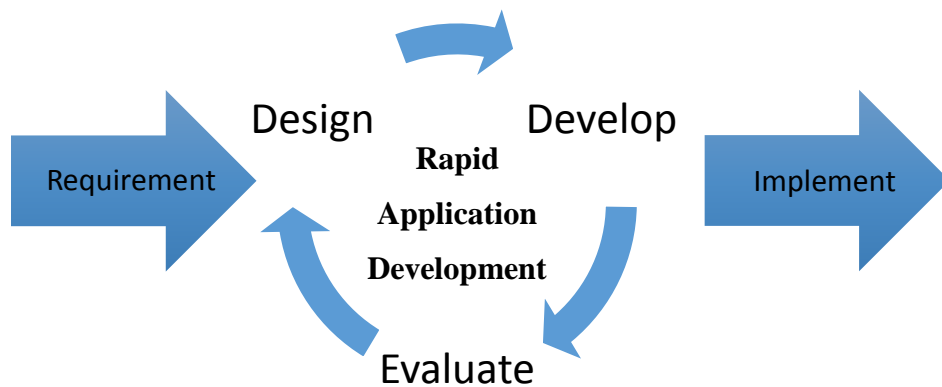 Design
Develop
Requirement
Rapid
Application
Development
Implement
Evaluate